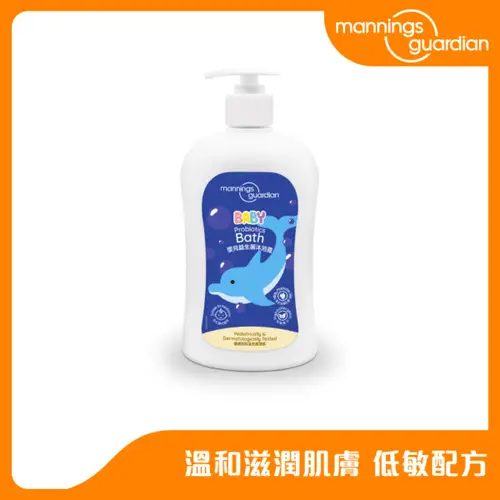 mannings
guardian
mannings
guardian
BABY
Probiotics
Bath
嬰兒益生菌沐浴露
Pediatrically &
Dermatologically Tested
溫和滋潤肌膚 低敏配方